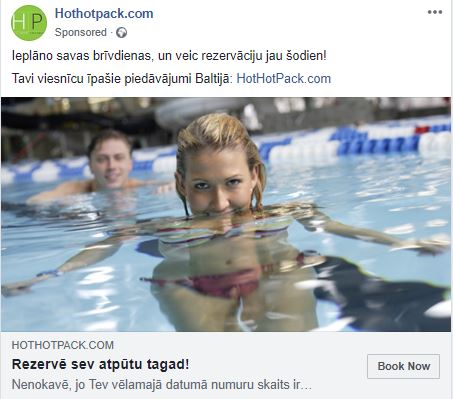 H P
Hothotpack.com
Sponsored ·
Ieplāno savas brīvdienas, un veic rezervāciju jau šodien!
Tavi viesnīcu īpašie piedāvājumi Baltijā: HotHotPack.com
HOTHOTPACK.COM
Rezervē sev atpūtu tagad!
Book Now
Nenokavē, jo Tev vēlamajā datumā numuru skaits ir...